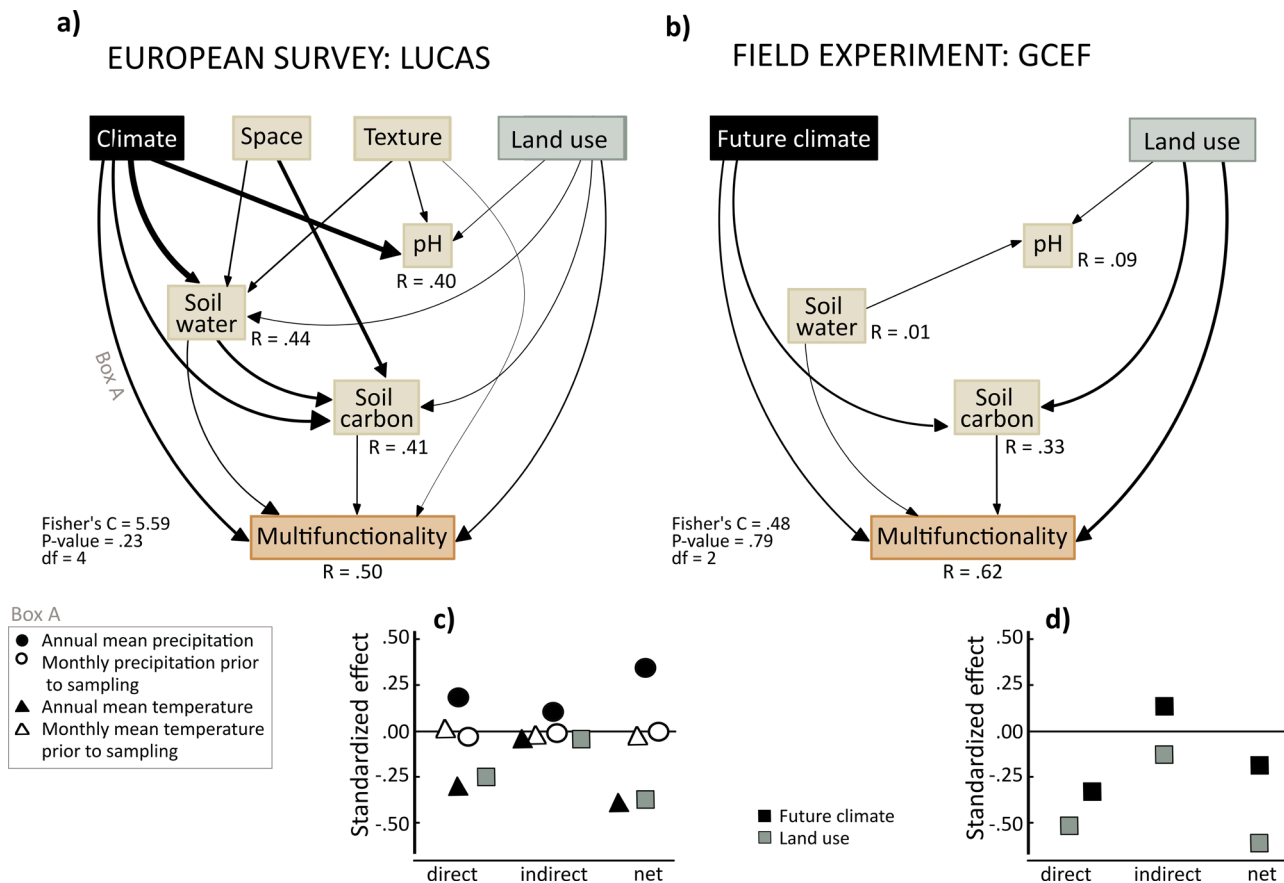 a)
EUROPEAN SURVEY: LUCAS
Climate
Space
Texture
Land use
pH
R = .40
Soil
water
R = .44
Box A
Soil
carbon
R = .41
Fisher's C = 5.59
P-value = .23
df = 4
Multifunctionality
R = .50
b)
FIELD EXPERIMENT: GCEF
Future climate
Land use
pH
R = .09
Soil
water
R = .01
Soil
carbon
R = .33
Fisher's C = .48
P-value = .79
df = 2
Multifunctionality
R = .62
Box A
Annual mean precipitation
Monthly precipitation prior
to sampling
Annual mean temperature
Monthly mean temperature
prior to sampling
c)
Standardized effect
.50
.25
.00
-.25
-.50
direct
indirect
net
Future climate
Land use
d)
Standardized effect
.50
.25
.00
-.25
-.50
direct
indirect
net